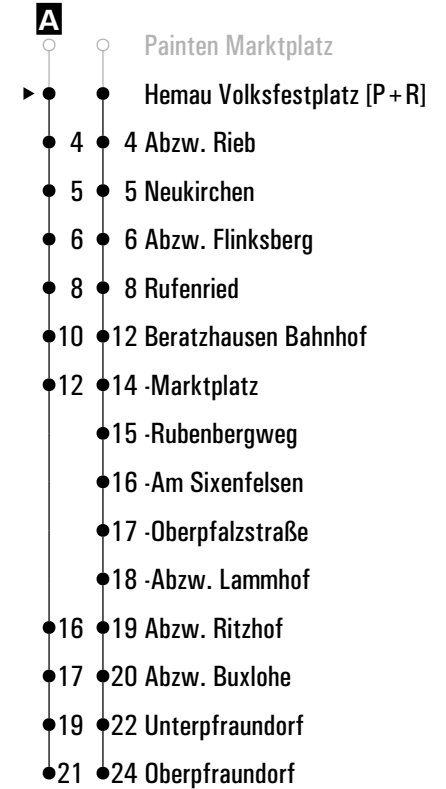 A
Painten Marktplatz
Hemau Volksfestplatz [P+R]
4 4 Abzw. Rieb
5 5 Neukirchen
6 6 Abzw. Flinksberg
8 8 Rufenried
10 12 Beratzhausen Bahnhof
12 14 -Marktplatz
15 -Rubenbergweg
16 -Am Sixenfelsen
17 -Oberpfalzstraße
18 -Abzw. Lammhof
16 19 Abzw. Ritzhof
17 20 Abzw. Buxlohe
19 22 Unterpfraundorf
21 24 Oberpfraundorf